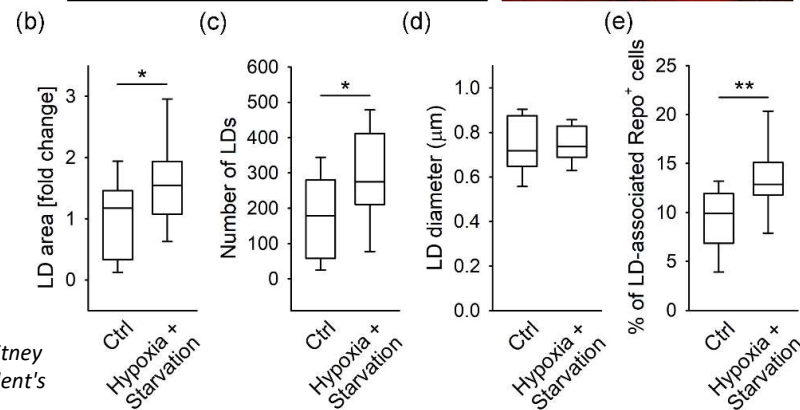 (b)
(c)
(d)
(e)
LD area [fold change]
3
2
1
0
*
Ctrl
Hypoxia +
Starvation
Number of LDs
600
500
400
300
200
100
0
*
Ctrl
Hypoxia +
Starvation
LD diameter (µm)
1.0
0.8
0.6
0.4
0.2
0.0
Ctrl
Hypoxia +
Starvation
% of LD-associated Repo⁺ cells
25
20
15
10
5
0
**
Ctrl
Hypoxia +
Starvation